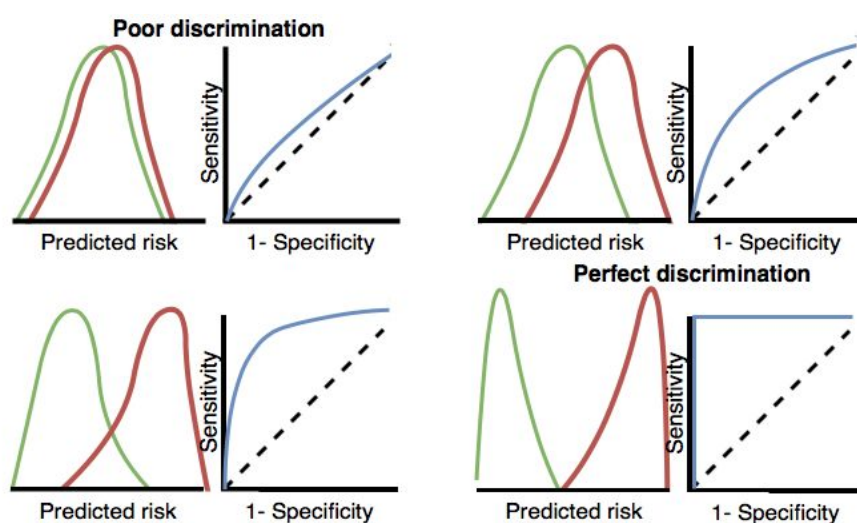 Poor discrimination
Sensitivity
Predicted risk
1- Specificity
Sensitivity
Predicted risk
1- Specificity
Sensitivity
Predicted risk
1- Specificity
Perfect discrimination
Sensitivity
Predicted risk
1- Specificity